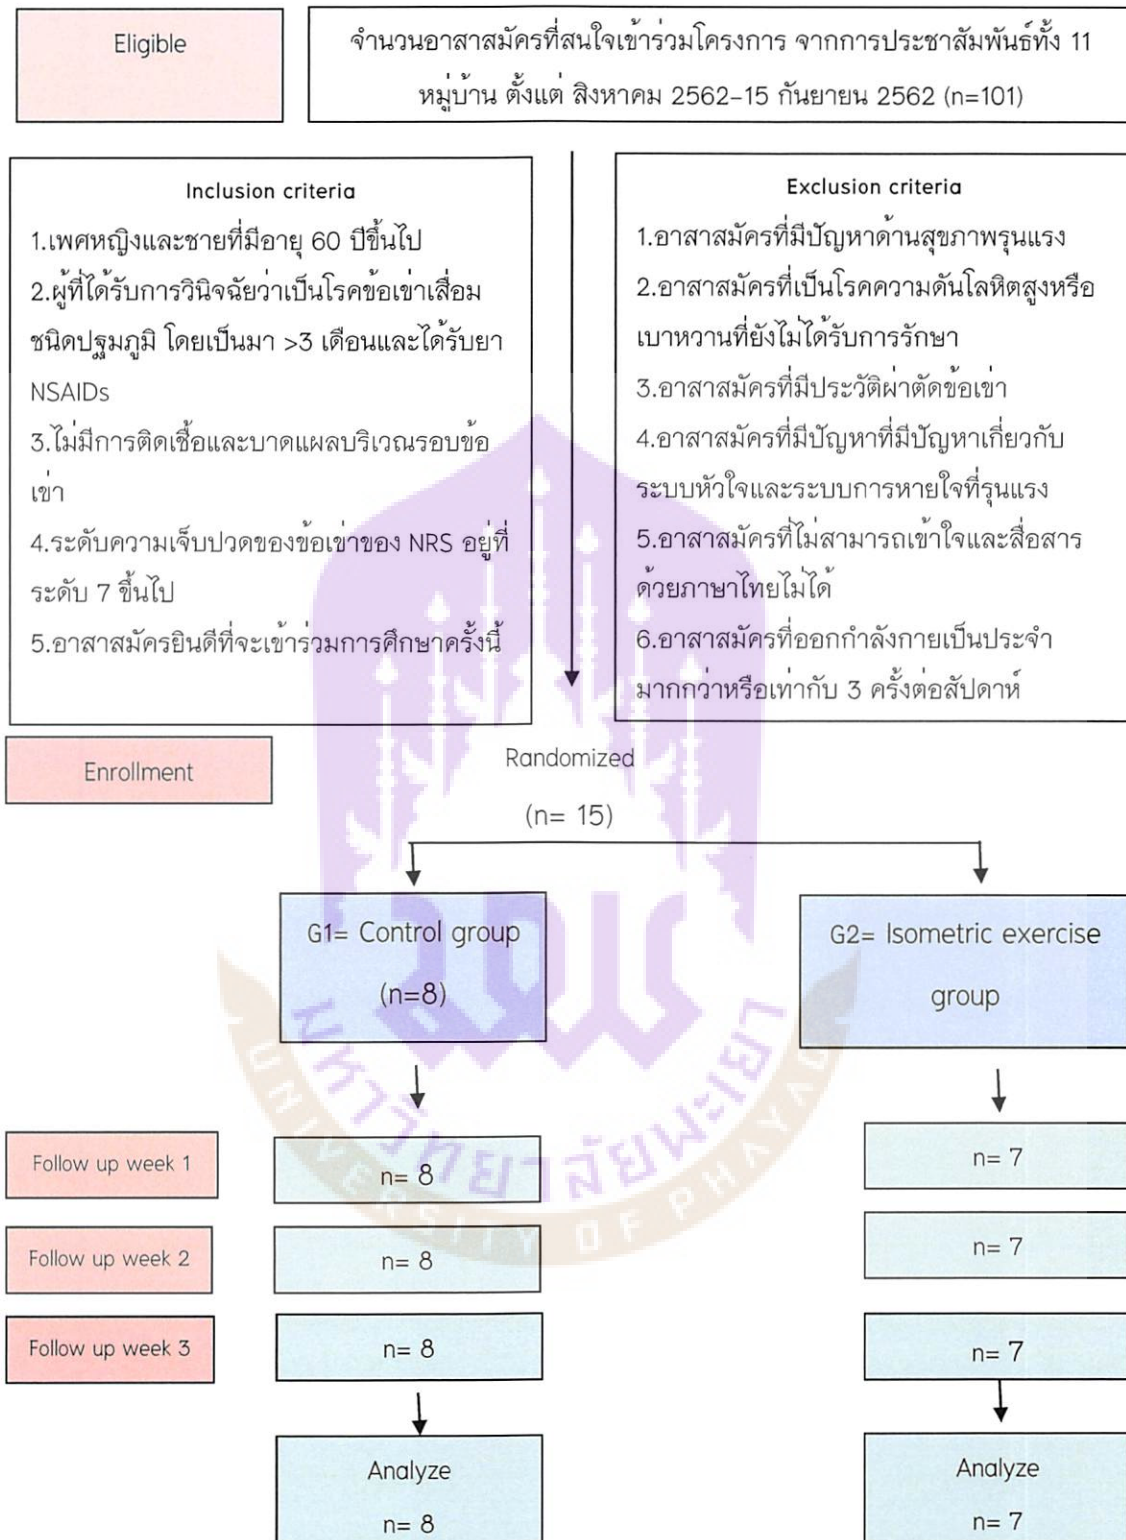 Eligible
จำนวนอาสาสมัครที่สนใจเข้าร่วมโครงการ จากการประชาสัมพันธ์ทั้ง 11
หมู่บ้าน ตั้งแต่ สิงหาคม 2562-15 กันยายน 2562 (n=101)
Inclusion criteria
1.เพศหญิงและชายที่มีอายุ 60 ปีขึ้นไป
2.ผู้ที่ได้รับการวินิจฉัยว่าเป็นโรคข้อเข่าเสื่อม
ชนิดปฐมภูมิ โดยเป็นมา >3 เดือนและได้รับยา
NSAIDs
3.ไม่มีการติดเชื้อและบาดแผลบริเวณรอบข้อ
เข่า
4.ระดับความเจ็บปวดของข้อเข่าของ NRS อยู่ที่
ระดับ 7 ขึ้นไป
5.อาสาสมัครยินดีที่จะเข้าร่วมการศึกษาครั้งนี้
Exclusion criteria
1.อาสาสมัครที่มีปัญหาด้านสุขภาพรุนแรง
2.อาสาสมัครที่เป็นโรคความดันโลหิตสูงหรือ
เบาหวานที่ยังไม่ได้รับการรักษา
3.อาสาสมัครที่มีประวัติผ่าตัดข้อเข่า
4.อาสาสมัครที่มีปัญหาที่มีปัญหาเกี่ยวกับ
ระบบหัวใจและระบบการหายใจที่รุนแรง
5.อาสาสมัครที่ไม่สามารถเข้าใจและสื่อสาร
ด้วยภาษาไทยไม่ได้
6.อาสาสมัครที่ออกกำลังกายเป็นประจำ
มากกว่าหรือเท่ากับ 3 ครั้งต่อสัปดาห์
Enrollment
Randomized
(n= 15)
G1= Control group
(n=8)
G2= Isometric exercise
group
มหาวิทยาลัยพะเยา
UNIVERSITY OF PHAYAO
Follow up week 1
n= 8
n= 7
Follow up week 2
n= 8
n= 7
Follow up week 3
n= 8
n= 7
Analyze
n= 8
Analyze
n= 7